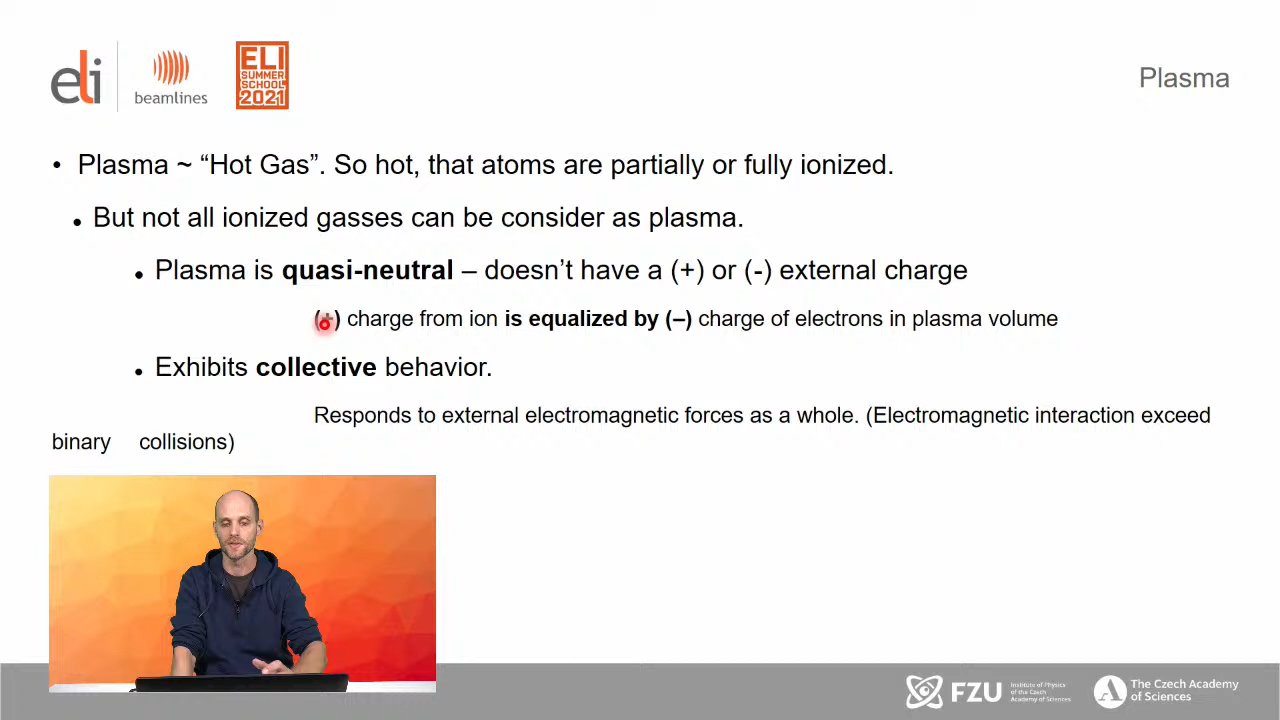 eli
beamlines
ELI
SUMMER
SCHOOL
2021
Plasma
• Plasma ~ “Hot Gas”. So hot, that atoms are partially or fully ionized.
• But not all ionized gasses can be consider as plasma.
• Plasma is quasi-neutral – doesn’t have a (+) or (-) external charge
(+) charge from ion is equalized by (–) charge of electrons in plasma volume
• Exhibits collective behavior.
Responds to external electromagnetic forces as a whole. (Electromagnetic interaction exceed
binary collisions)
FZU
Institute of Physics
of the Czech
Academy of Sciences
The Czech Academy
of Sciences